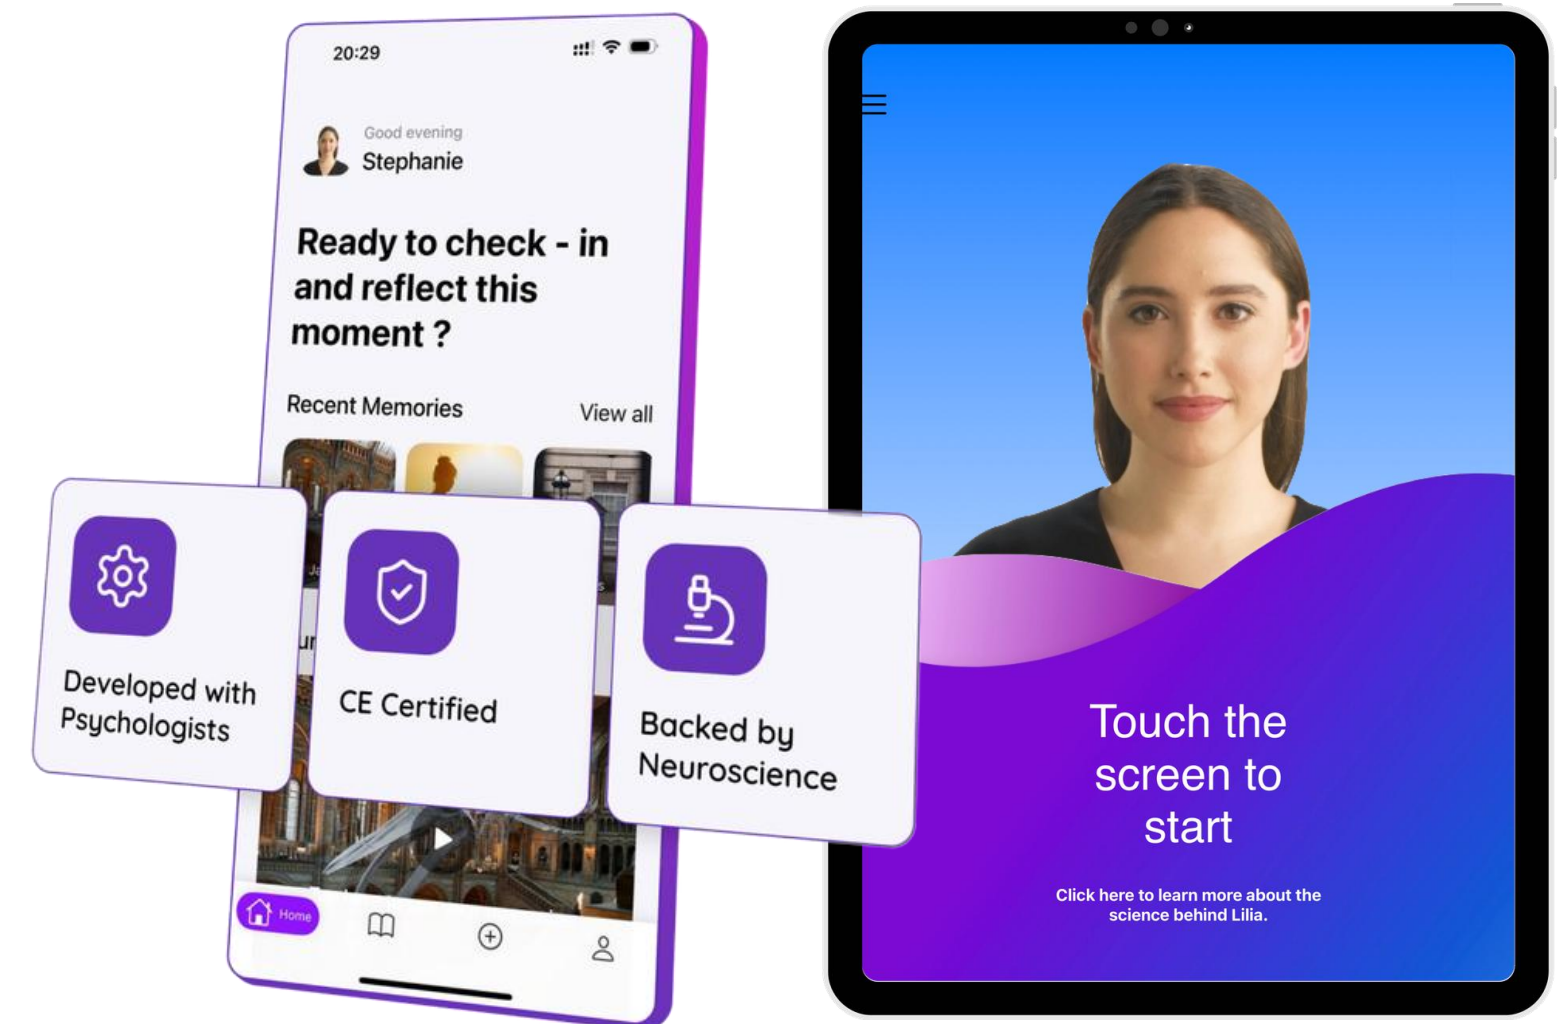 20:29
Good evening
Stephanie
Ready to check - in
and reflect this
moment ?
Recent Memories
View all
Developed with
Psychologists
CE Certified
Backed by
Neuroscience
Home
Touch the
screen to
start
Click here to learn more about the
science behind Lilia.